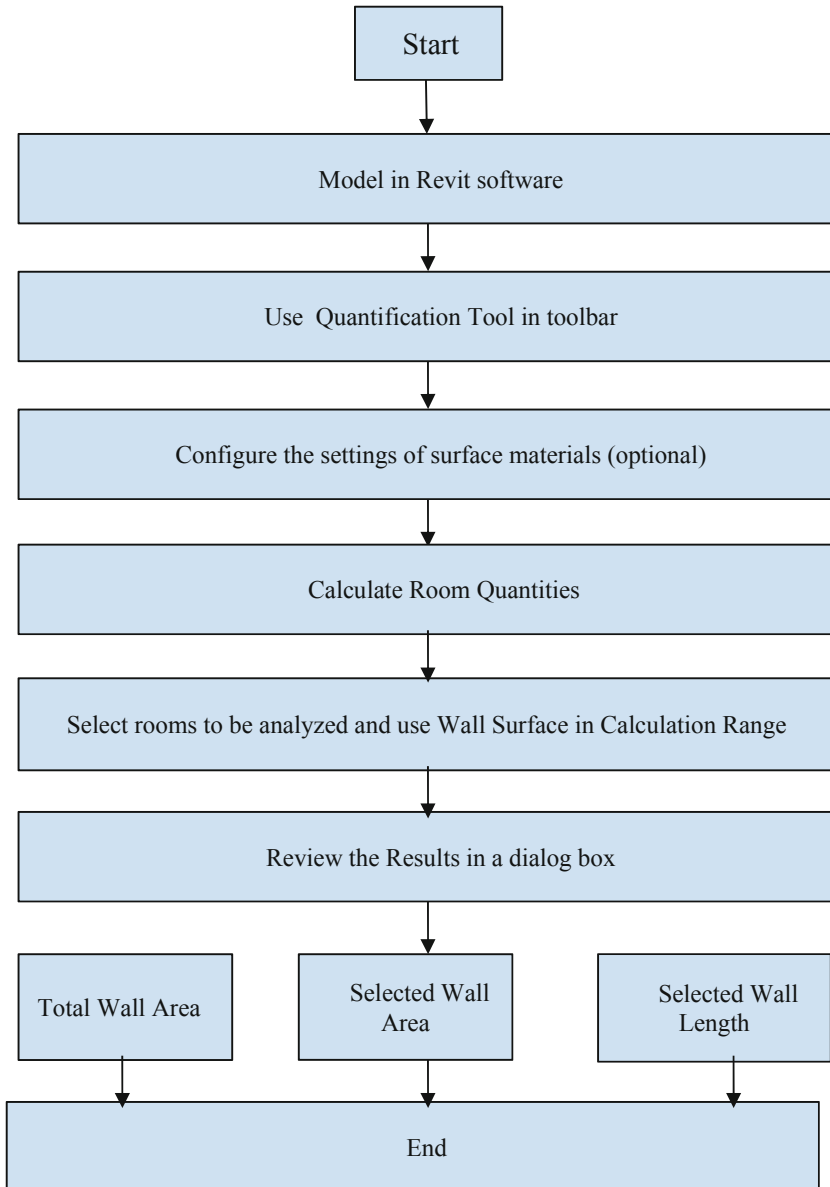 Start
Model in Revit software
Use Quantification Tool in toolbar
Configure the settings of surface materials (optional)
Calculate Room Quantities
Select rooms to be analyzed and use Wall Surface in Calculation Range
Review the Results in a dialog box
Total Wall Area
Selected Wall
Area
Selected Wall
Length
End